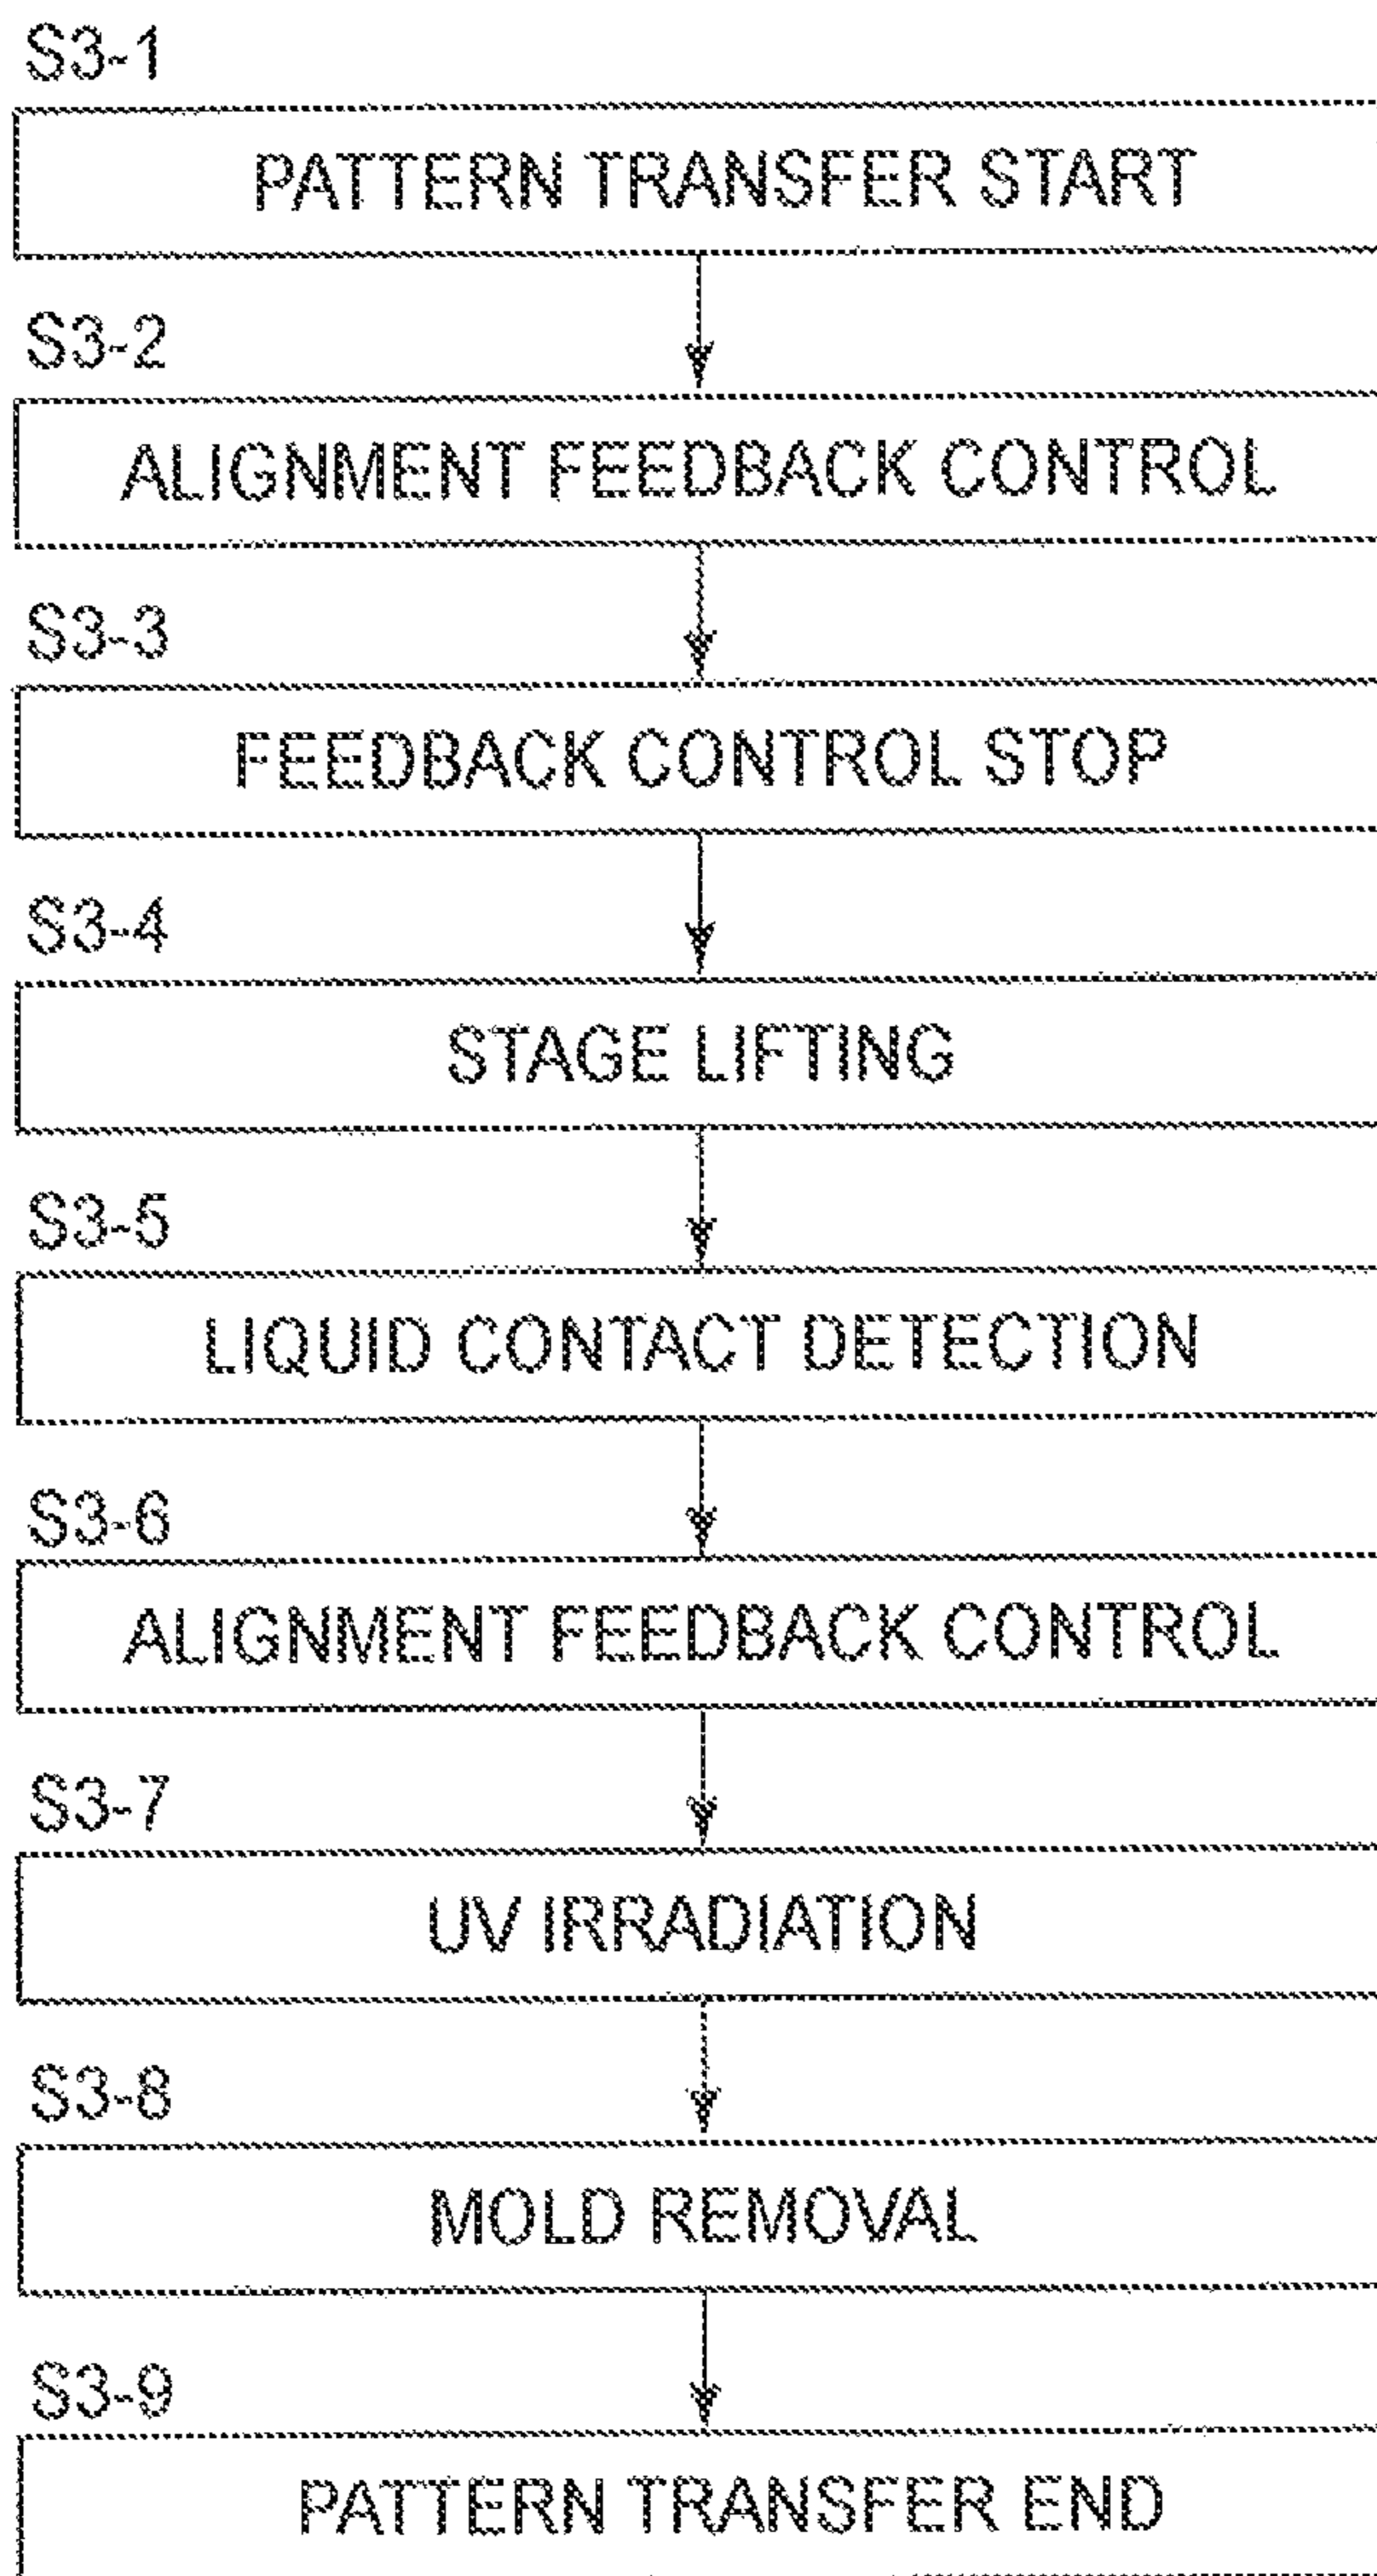 S3-1
PATTERN TRANSFER START
S3-2
ALIGNMENT FEEDBACK CONTROL
S3-3
FEEDBACK CONTROL STOP
S3-4
STAGE LIFTING
S3-5
LIQUID CONTACT DETECTION
S3-6
ALIGNMENT FEEDBACK CONTROL
S3-7
UV IRRADIATION
S3-8
MOLD REMOVAL
S3-9
PATTERN TRANSFER END